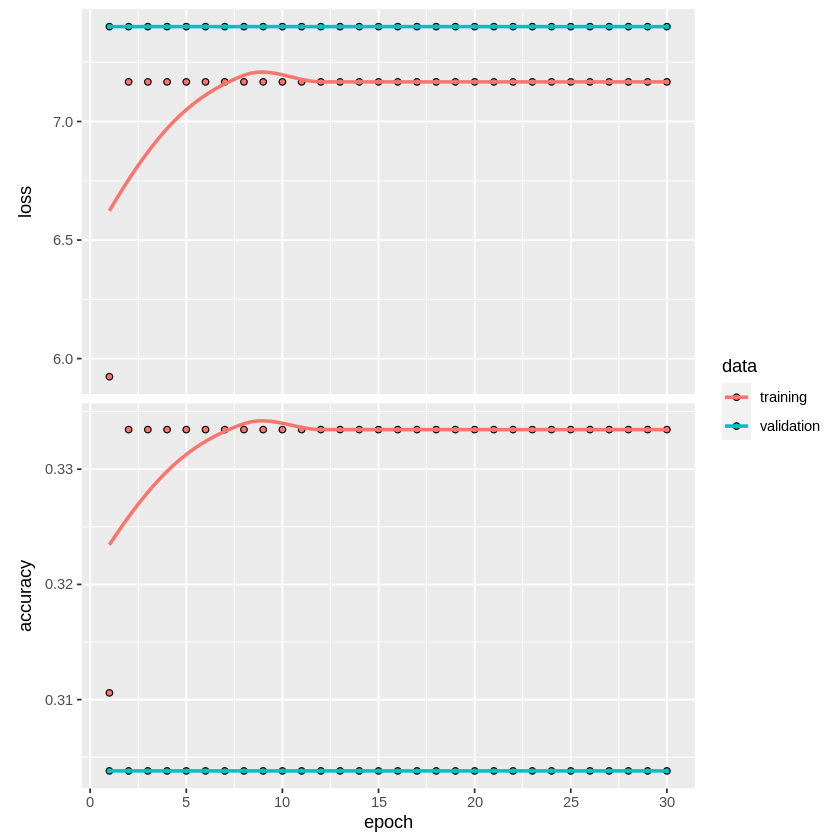 loss
7.0
6.5
6.0
accuracy
0.33
0.32
0.31
0 5 10 15 20 25 30
epoch
data
training
validation